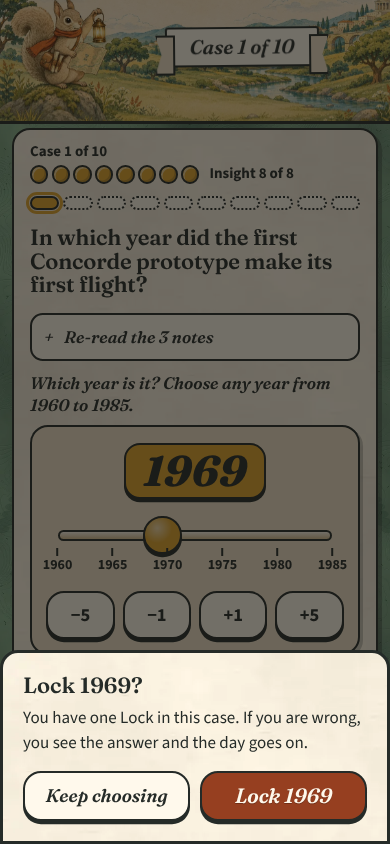 Case 1 of 10
Case 1 of 10
Insight 8 of 8
In which year did the first
Concorde prototype make its
first flight?
+ Re-read the 3 notes
Which year is it? Choose any year from
1960 to 1985.
1969
1960 1965 1970 1975 1980 1985
−5 −1 +1 +5
Lock 1969?
You have one Lock in this case. If you are wrong,
you see the answer and the day goes on.
Keep choosing Lock 1969